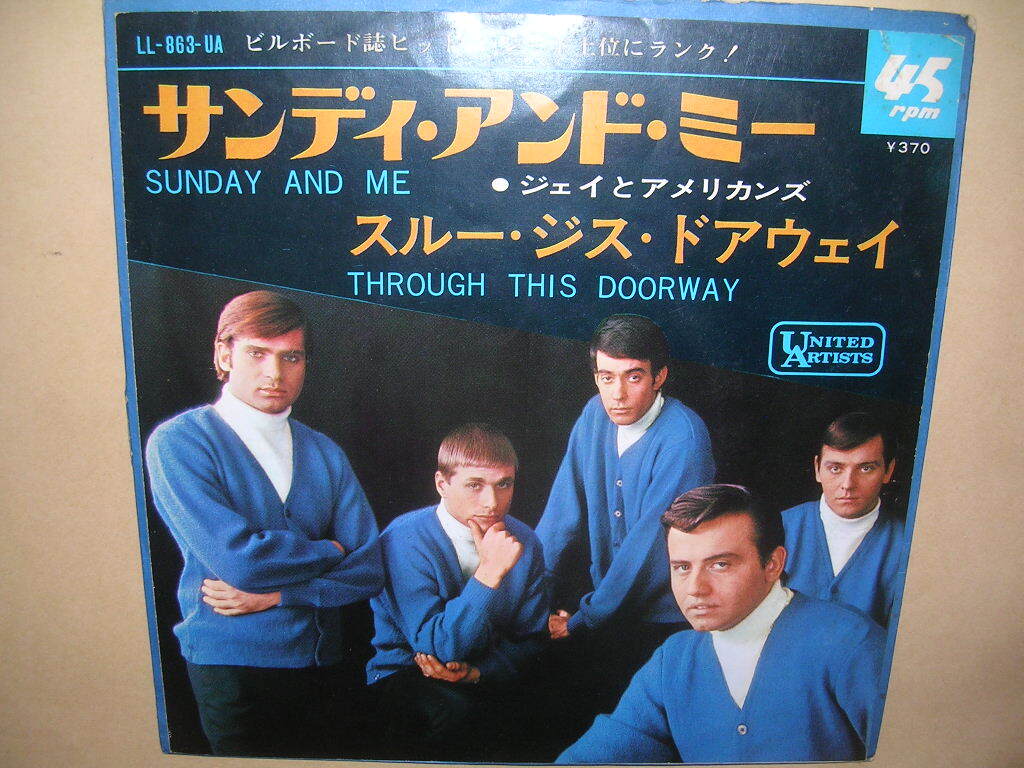 LL-863-UA ビルボード誌ヒット 上位にランク!
45 rpm
¥370
サンディ・アンド・ミー
SUNDAY AND ME
● ジェイとアメリカンズ
スルー・ジス・ドアウェイ
THROUGH THIS DOORWAY
UNITED ARTISTS